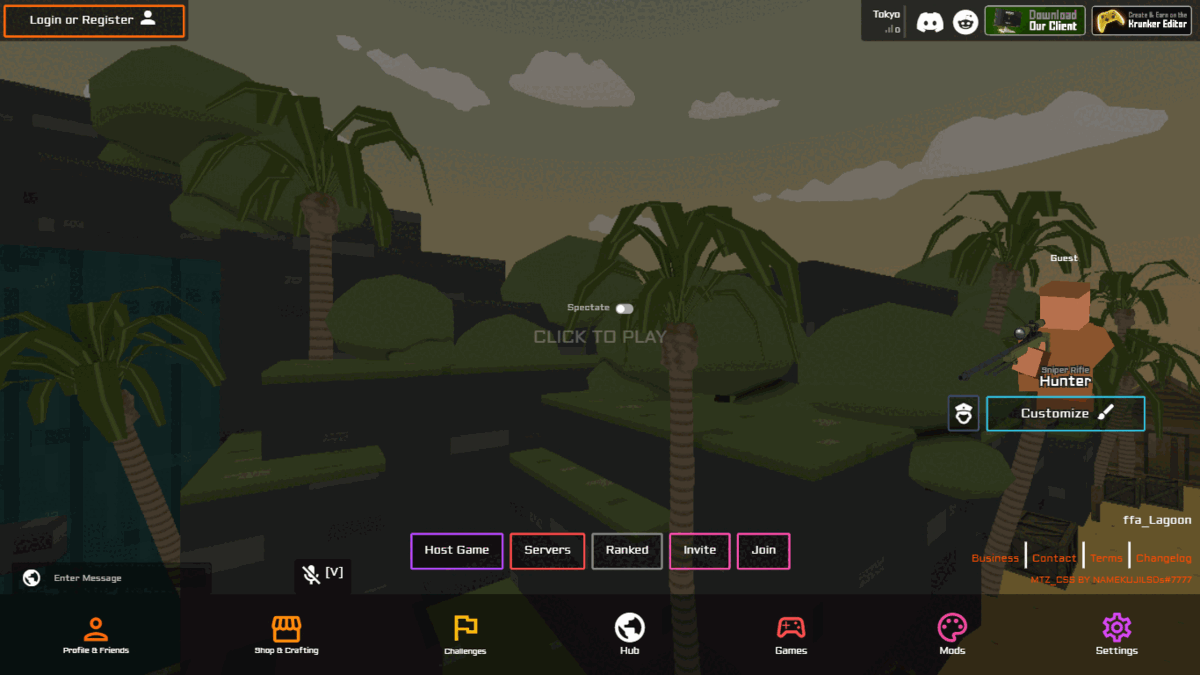 Login or Register
Tokyo
0
Download
Our Client
Create & Earn on the
Krunker Editor
Guest
Spectate
CLICK TO PLAY
Sniper Rifle
Hunter
Customize
ffa_Lagoon
Host Game
Servers
Ranked
Invite
Join
Business
Contact
Terms
Changelog
MTZ_CSS BY NAMEKUJILSDs#7777
Enter Message
[V]
Profile & Friends
Shop & Crafting
Challenges
Hub
Games
Mods
Settings